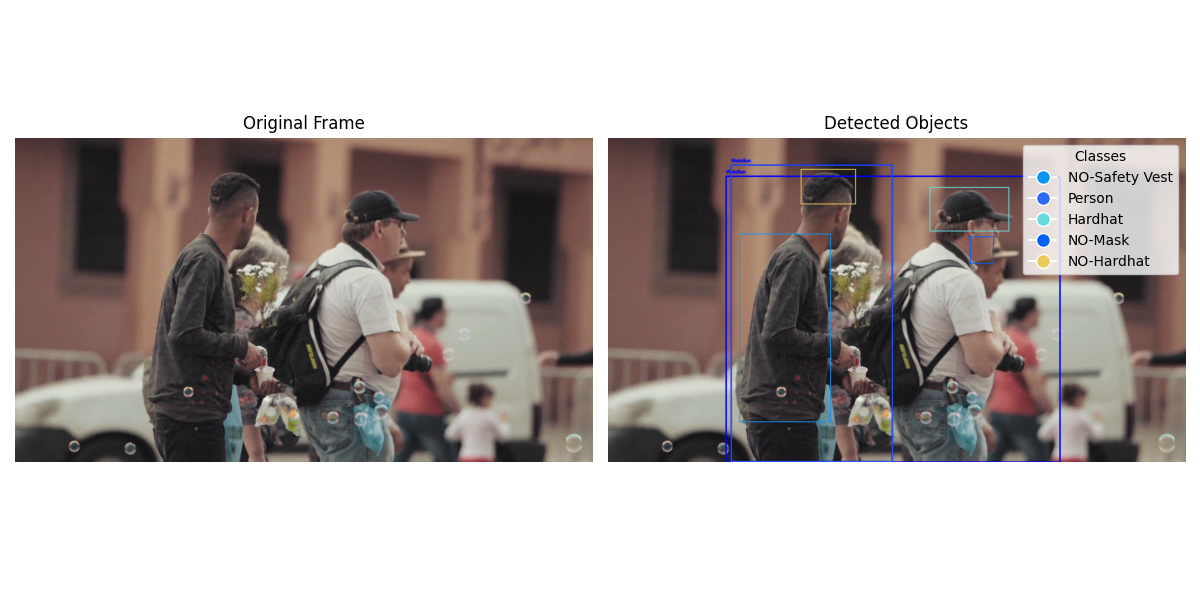 Original Frame
Detected Objects
Classes
NO-Safety Vest
Person
Hardhat
NO-Mask
NO-Hardhat